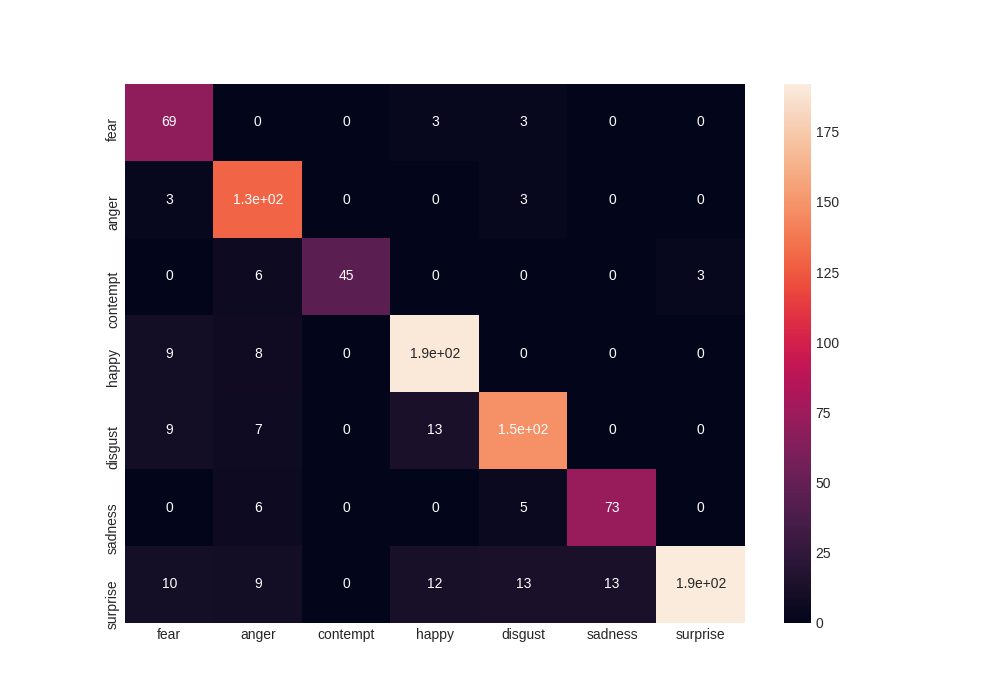 fear 69 0 0 3 3 0 0
anger 3 1.3e+02 0 0 3 0 0
contempt 0 6 45 0 0 0 3
happy 9 8 0 1.9e+02 0 0 0
disgust 9 7 0 13 1.5e+02 0 0
sadness 0 6 0 0 5 73 0
surprise 10 9 0 12 13 13 1.9e+02
fear anger contempt happy disgust sadness surprise
175
150
125
100
75
50
25
0